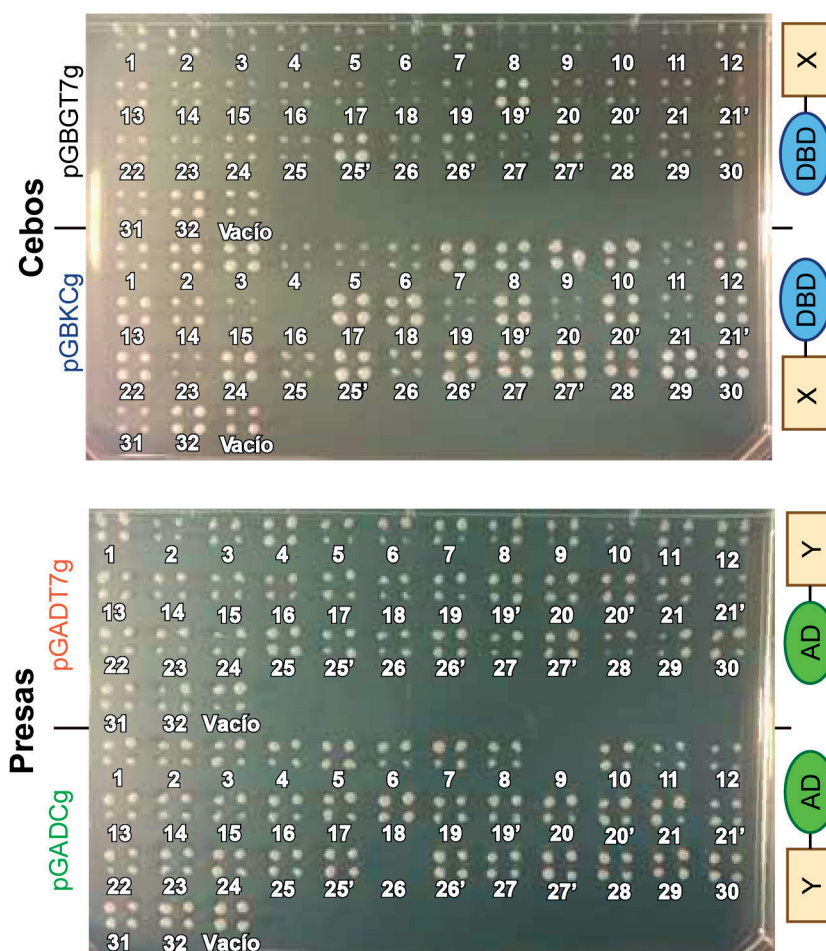 Cebos
pGBGT7g
1 2 3 4 5 6 7 8 9 10 11 12
13 14 15 16 17 18 19 19' 20 20' 21 21'
22 23 24 25 25' 26 26' 27 27' 28 29 30
31 32 Vacío
X
DBD
pGBKCg
1 2 3 4 5 6 7 8 9 10 11 12
13 14 15 16 17 18 19 19' 20 20' 21 21'
22 23 24 25 25' 26 26' 27 27' 28 29 30
31 32 Vacío
DBD
X
Presas
pGADT7g
1 2 3 4 5 6 7 8 9 10 11 12
13 14 15 16 17 18 19 19' 20 20' 21 21'
22 23 24 25 25' 26 26' 27 27' 28 29 30
31 32 Vacío
Y
AD
pGADCg
1 2 3 4 5 6 7 8 9 10 11 12
13 14 15 16 17 18 19 19' 20 20' 21 21'
22 23 24 25 25' 26 26' 27 27' 28 29 30
31 32 Vacío
AD
Y